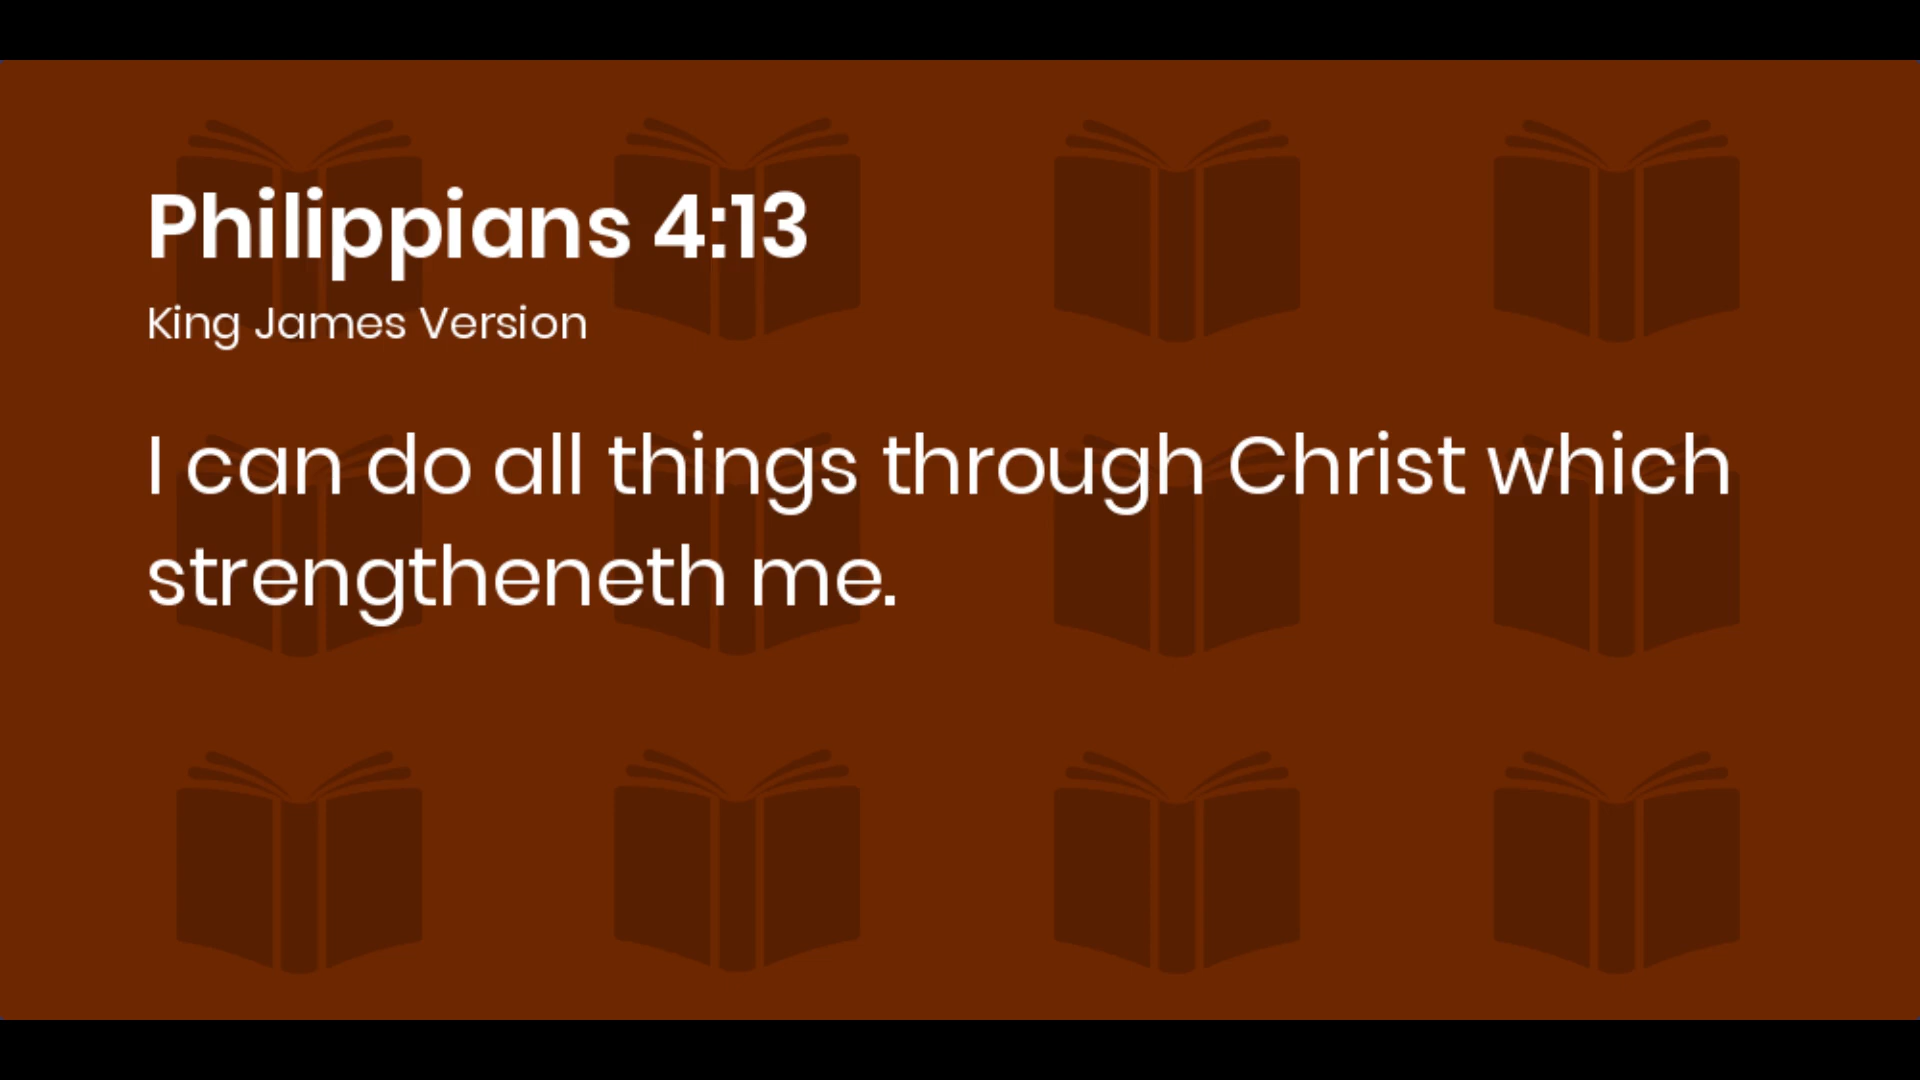 Philippians 4:13
King James Version
I can do all things through Christ which
strengtheneth me.